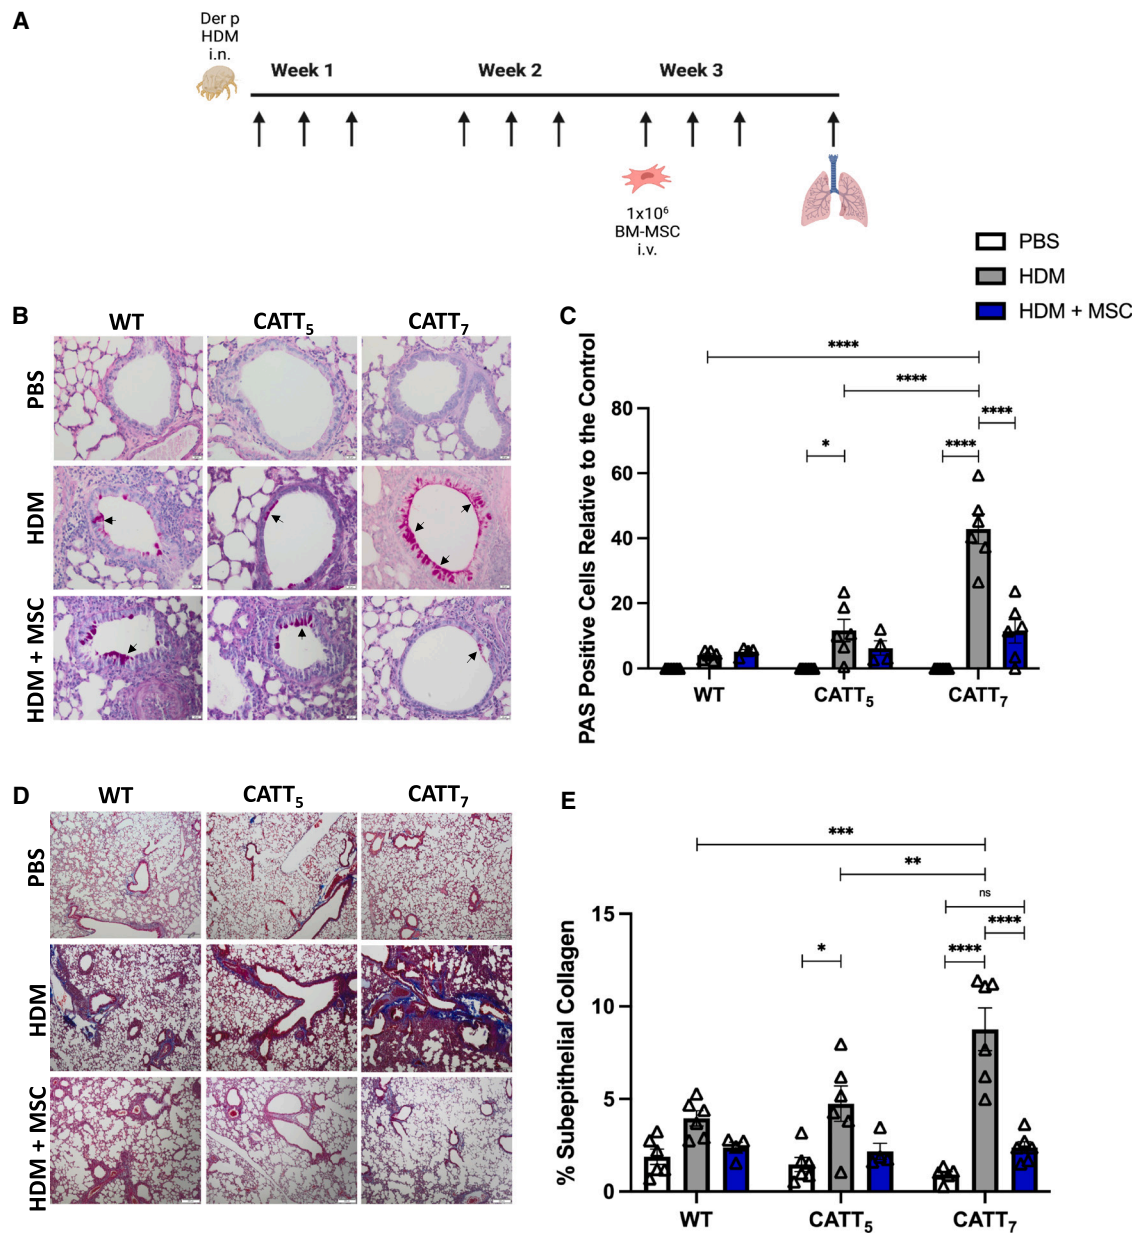 A
Der p
HDM
i.n.
Week 1
Week 2
Week 3
1x10⁶
BM-MSC
i.v.
PBS
HDM
HDM + MSC
B
WT
CATT₅
CATT₇
PBS
HDM
HDM + MSC
C
PAS Positive Cells Relative to the Control
****
****
****
*
****
80
60
40
20
0
WT
CATT₅
CATT₇
D
WT
CATT₅
CATT₇
PBS
HDM
HDM + MSC
E
% Subepithelial Collagen
***
**
ns
****
*
****
15
10
5
0
WT
CATT₅
CATT₇